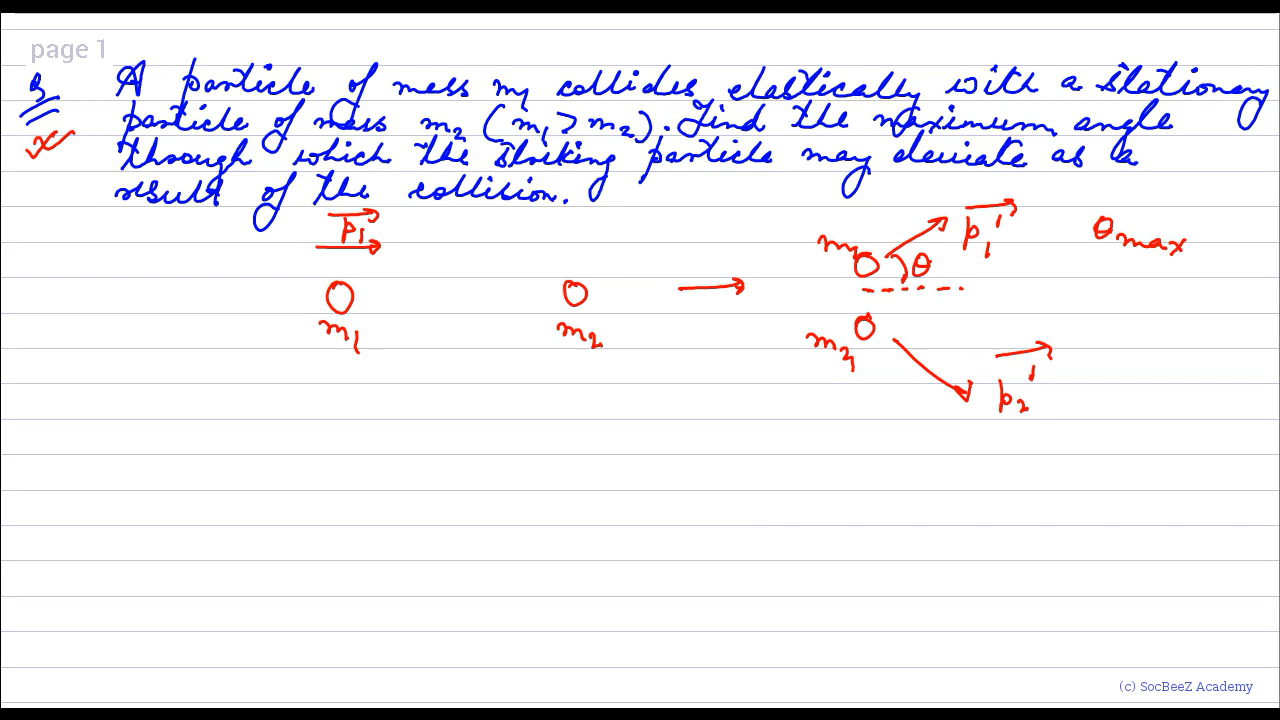 page 1
Q A particle of mess m1 collides elastically with a stationery
particle of mass m2 (m1 > m2). Find the maximum angle
through which the striking particle may deviate as a
result of the collision.
p1
m1
m2
m1
θ
p1'
θmax
m2
p2'
(c) SocBeeZ Academy